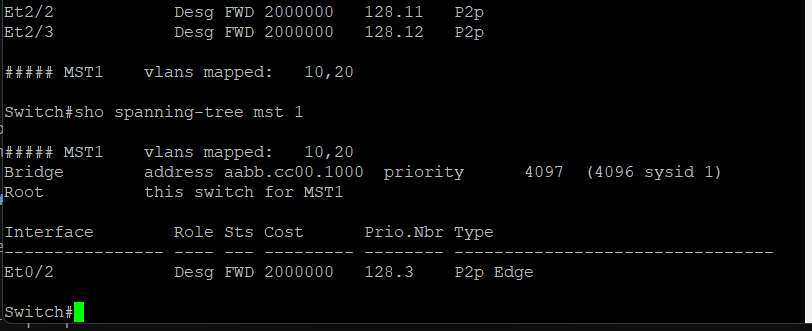 Et2/2 Desg FWD 2000000 128.11 P2p
Et2/3 Desg FWD 2000000 128.12 P2p
##### MST1 vlans mapped: 10,20
Switch#sho spanning-tree mst 1
##### MST1 vlans mapped: 10,20
Bridge address aabb.cc00.1000 priority 4097 (4096 sysid 1)
Root this switch for MST1
Interface Role Sts Cost Prio.Nbr Type
---------------- ---- --- --------- -------- --------------------------------
Et0/2 Desg FWD 2000000 128.3 P2p Edge
Switch#